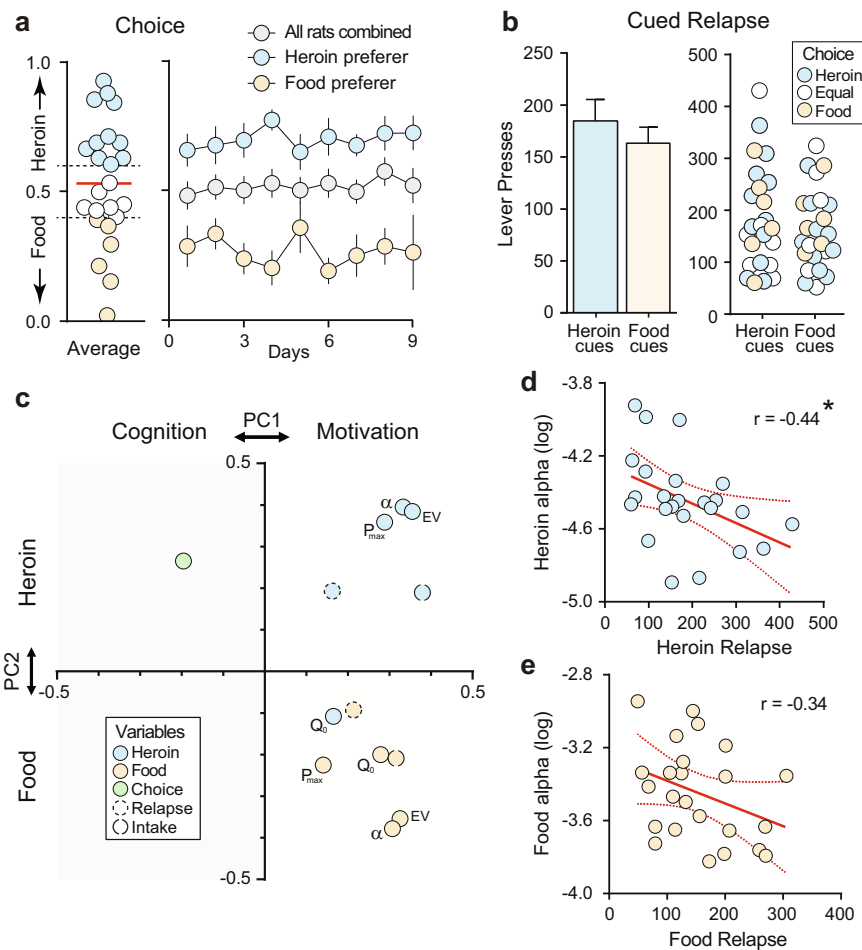 a
Choice
All rats combined
Heroin preferer
Food preferer
1.0
0.5
0.0
Heroin
Food
Average
0
3
6
9
Days
b
Cued Relapse
Lever Presses
250
200
150
100
50
0
Heroin cues
Food cues
500
400
300
200
100
0
Choice
Heroin
Equal
Food
Heroin cues
Food cues
c
Cognition
PC1
Motivation
0.5
α
EV
Pmax
Heroin
PC2
-0.5
0.5
Food
Variables
Heroin
Food
Choice
Relapse
Intake
Q0
Pmax
Q0
EV
α
-0.5
d
-3.8
-4.2
-4.6
-5.0
Heroin alpha (log)
r = -0.44*
0 100 200 300 400 500
Heroin Relapse
e
-2.8
-3.2
-3.6
-4.0
Food alpha (log)
r = -0.34
0 100 200 300 400
Food Relapse